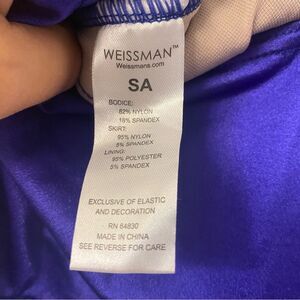 WEISSMAN™
Weissmans.com
SA
BODICE:
82% NYLON
18% SPANDEX
SKIRT:
95% NYLON
5% SPANDEX
LINING:
95% POLYESTER
5% SPANDEX
EXCLUSIVE OF ELASTIC
AND DECORATION
RN 64830
MADE IN CHINA
SEE REVERSE FOR CARE